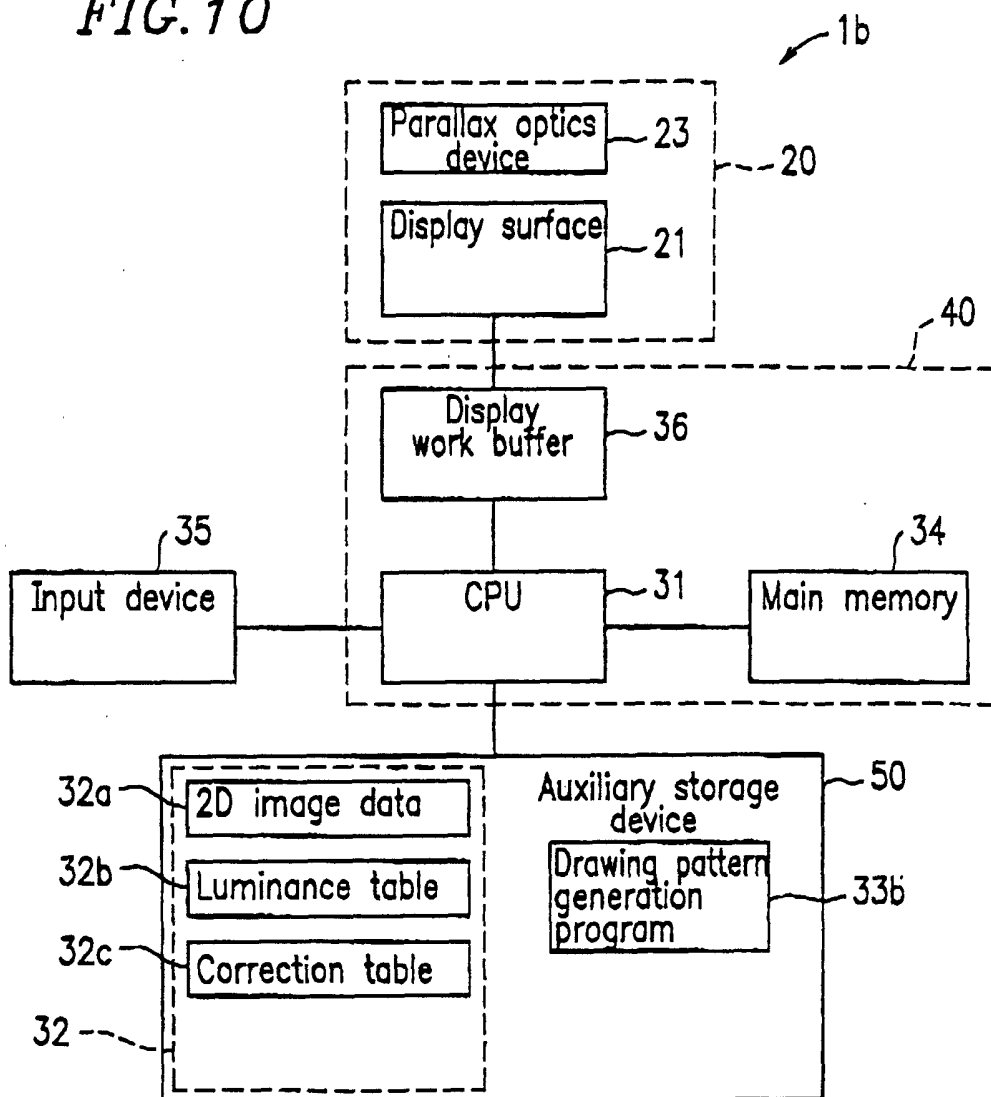 FIG. 10
1b
Parallax optics
device
23
20
Display surface
21
40
Display
work buffer
36
35
Input device
CPU
31
34
Main memory
50
32a
2D image data
Auxiliary storage
device
32b
Luminance table
Drawing pattern
generation
program
33b
32c
Correction table
32